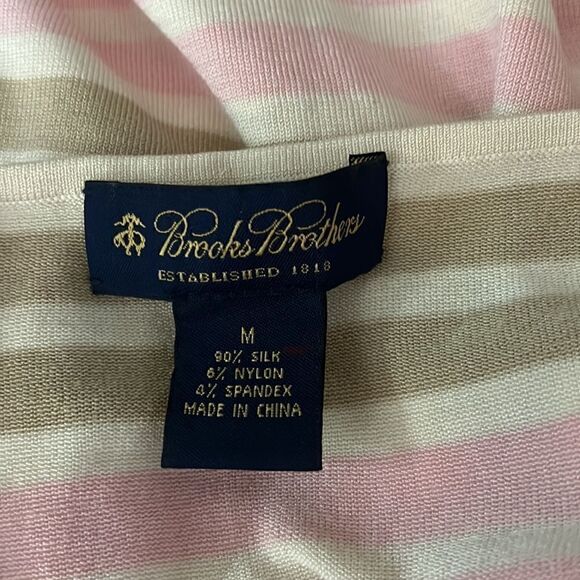 Brooks Brothers
ESTABLISHED 1818
M
90% SILK
6% NYLON
4% SPANDEX
MADE IN CHINA